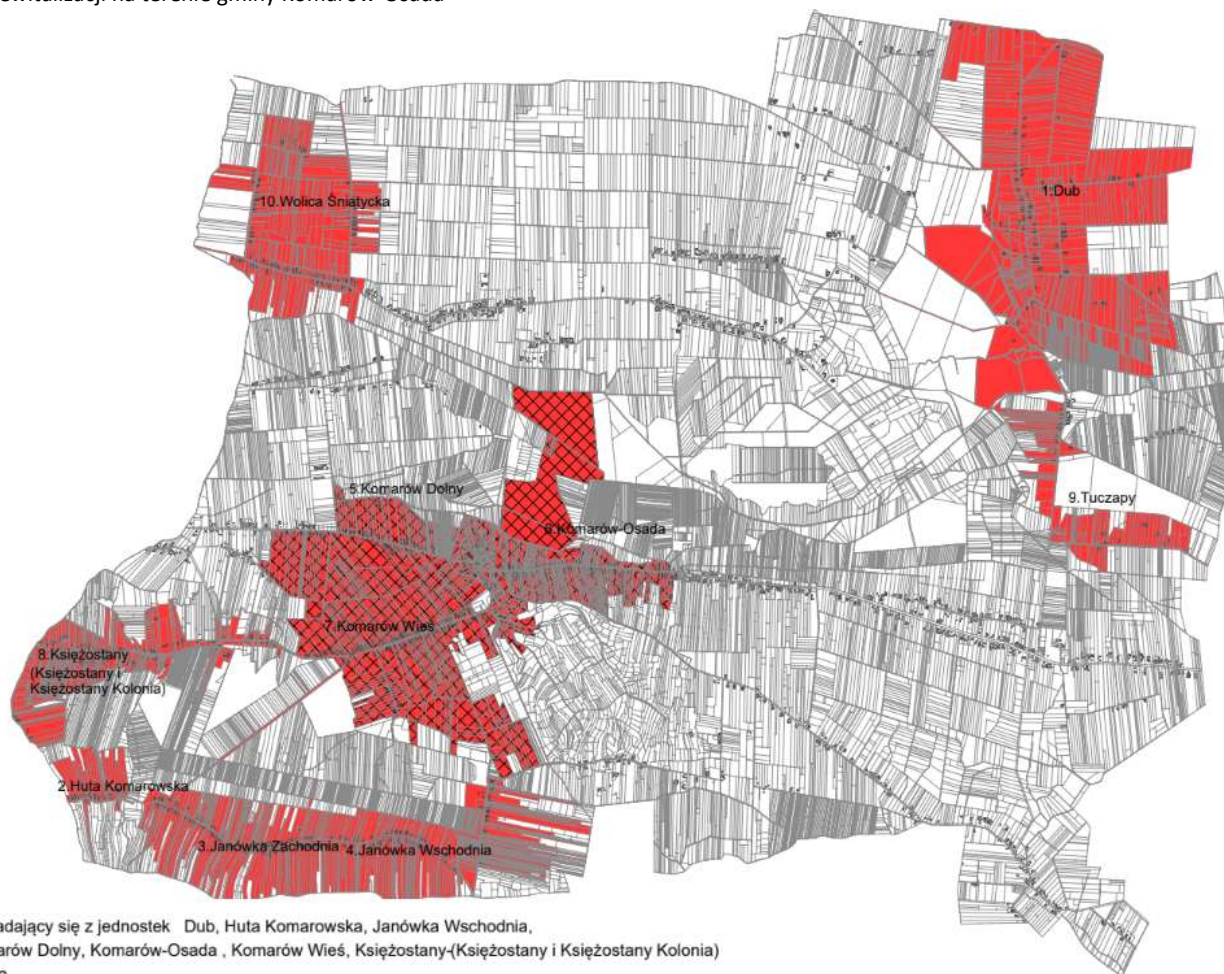 na terenie gminy Komarów-Osada
1.Dub
10.Wolica Śniatycka
5.Komarów Dolny
9.Tuczapy
6.Komarów-Osada
7.Komarów Wieś
8.Księżostany
(Księżostany i
Księżostany Kolonia)
2.Huta Komarowska
3.Janówka Zachodnia
4.Janówka Wschodnia
adający się z jednostek Dub, Huta Komarowska, Janówka Wschodnia,
arów Dolny, Komarów-Osada , Komarów Wieś, Księżostany-(Księżostany i Księżostany Kolonia)